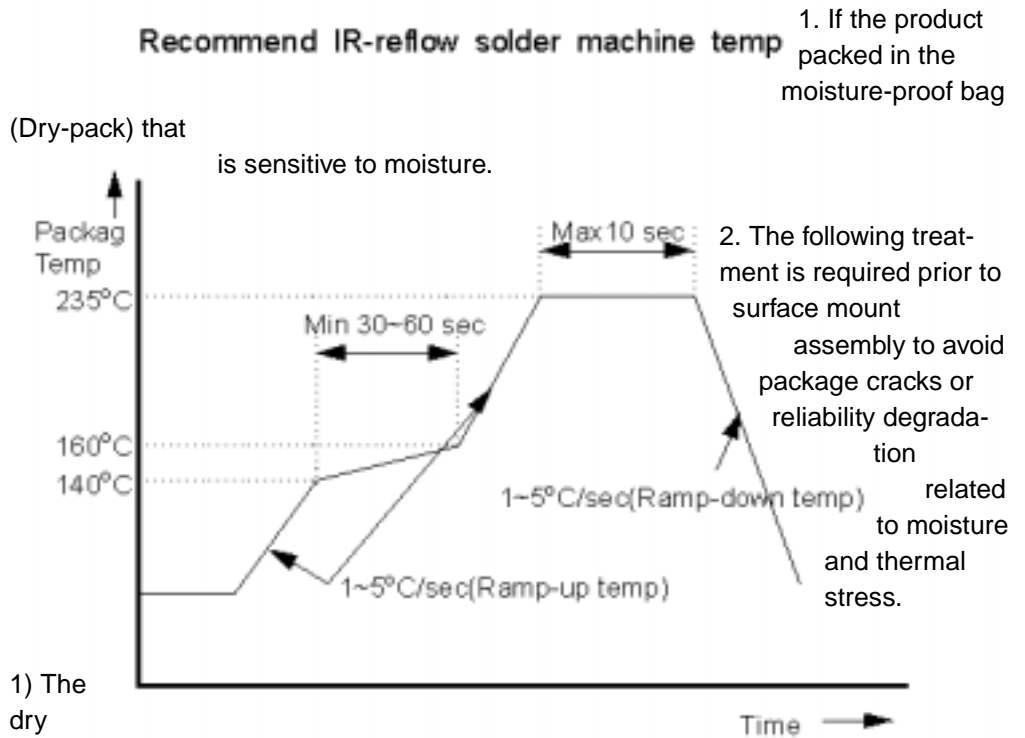 Recommend IR-reflow solder machine temp
1. If the product
packed in the
moisture-proof bag
(Dry-pack) that
is sensitive to moisture.
Packag
Temp
235°C
160°C
140°C
Min 30~60 sec
Max 10 sec
1~5°C/sec(Ramp-up temp)
1~5°C/sec(Ramp-down temp)
Time
2. The following treat-
ment is required prior to
surface mount
assembly to avoid
package cracks or
reliability degrada-
tion
related
to moisture
and thermal
stress.
1) The
dry